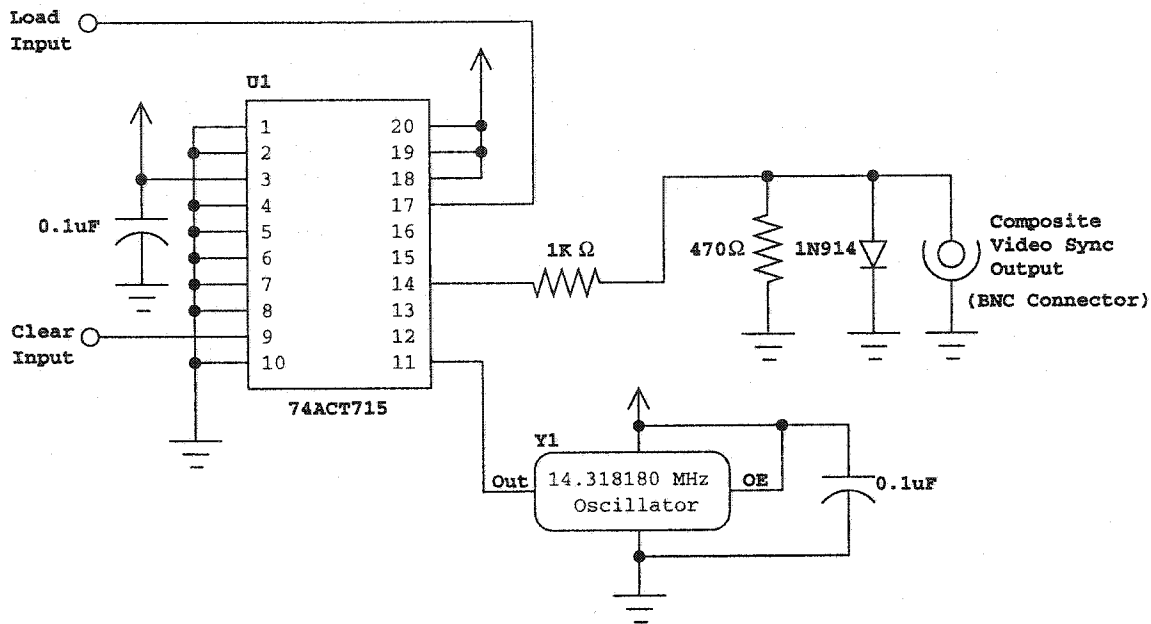 Load
Input
U1
1
2
3
4
5
6
7
8
9
10
20
19
18
17
16
15
14
13
12
11
74ACT715
0.1uF
Clear
Input
1K Ω
470Ω
1N914
Composite
Video Sync
Output
(BNC Connector)
Y1
Out
14.318180 MHz
Oscillator
OE
0.1uF